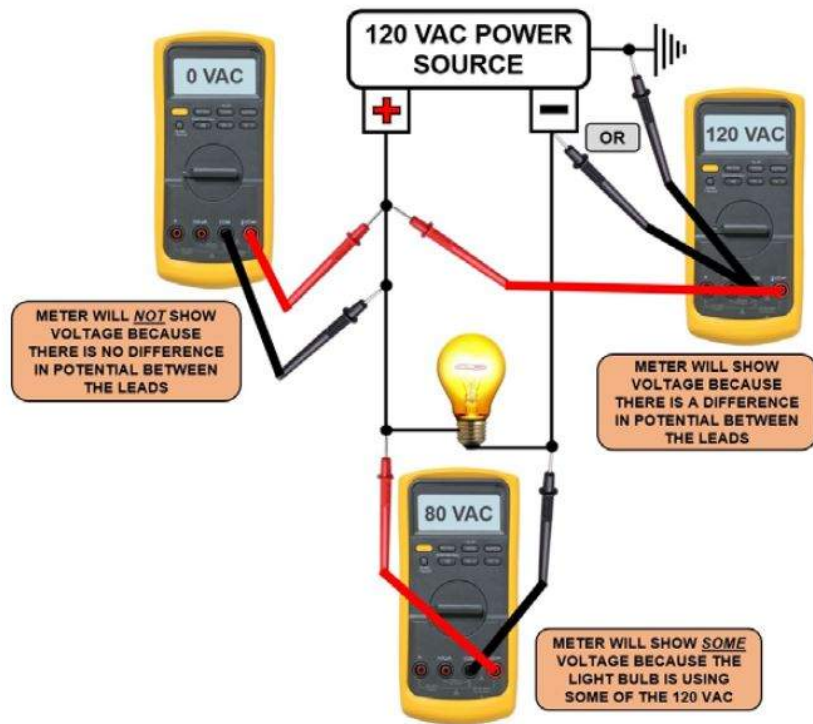 120 VAC POWER
SOURCE
0 VAC
OR
120 VAC
METER WILL NOT SHOW
VOLTAGE BECAUSE
THERE IS NO DIFFERENCE
IN POTENTIAL BETWEEN
THE LEADS
METER WILL SHOW
VOLTAGE BECAUSE
THERE IS A DIFFERENCE
IN POTENTIAL BETWEEN
THE LEADS
80 VAC
METER WILL SHOW SOME
VOLTAGE BECAUSE THE
LIGHT BULB IS USING
SOME OF THE 120 VAC